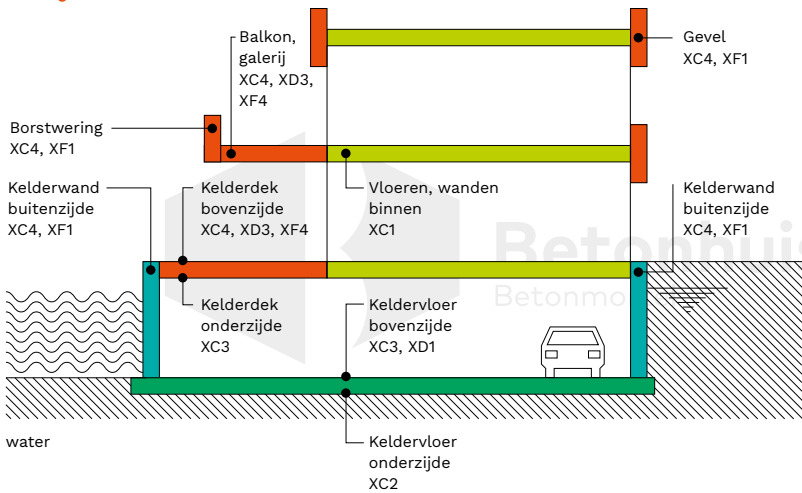 Balkon,
galerij
XC4, XD3,
XF4
Gevel
XC4, XF1
Borstwering
XC4, XF1
Kelderwand
buitenzijde
XC4, XF1
Kelderdek
bovenzijde
XC4, XD3, XF4
Vloeren, wanden
binnen
XC1
Kelderwand
buitenzijde
XC4, XF1
Betonhuis
Betonmo
Kelderdek
onderzijde
XC3
Keldervloer
bovenzijde
XC3, XD1
water
Keldervloer
onderzijde
XC2